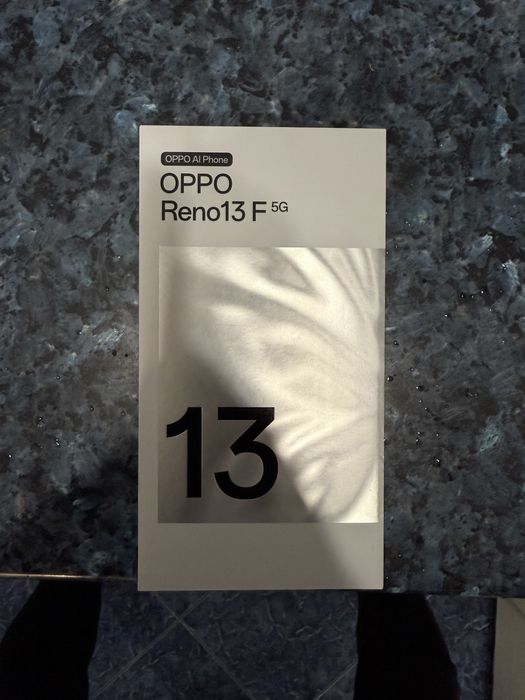 OPPO AI Phone
OPPO
Reno13 F 5G
13